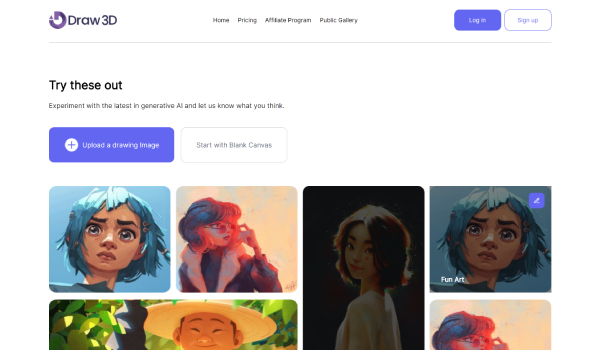 Draw3D
Home Pricing Affiliate Program Public Gallery
Log in
Sign up
Try these out
Experiment with the latest in generative AI and let us know what you think.
Upload a drawing Image
Start with Blank Canvas
Fun Art